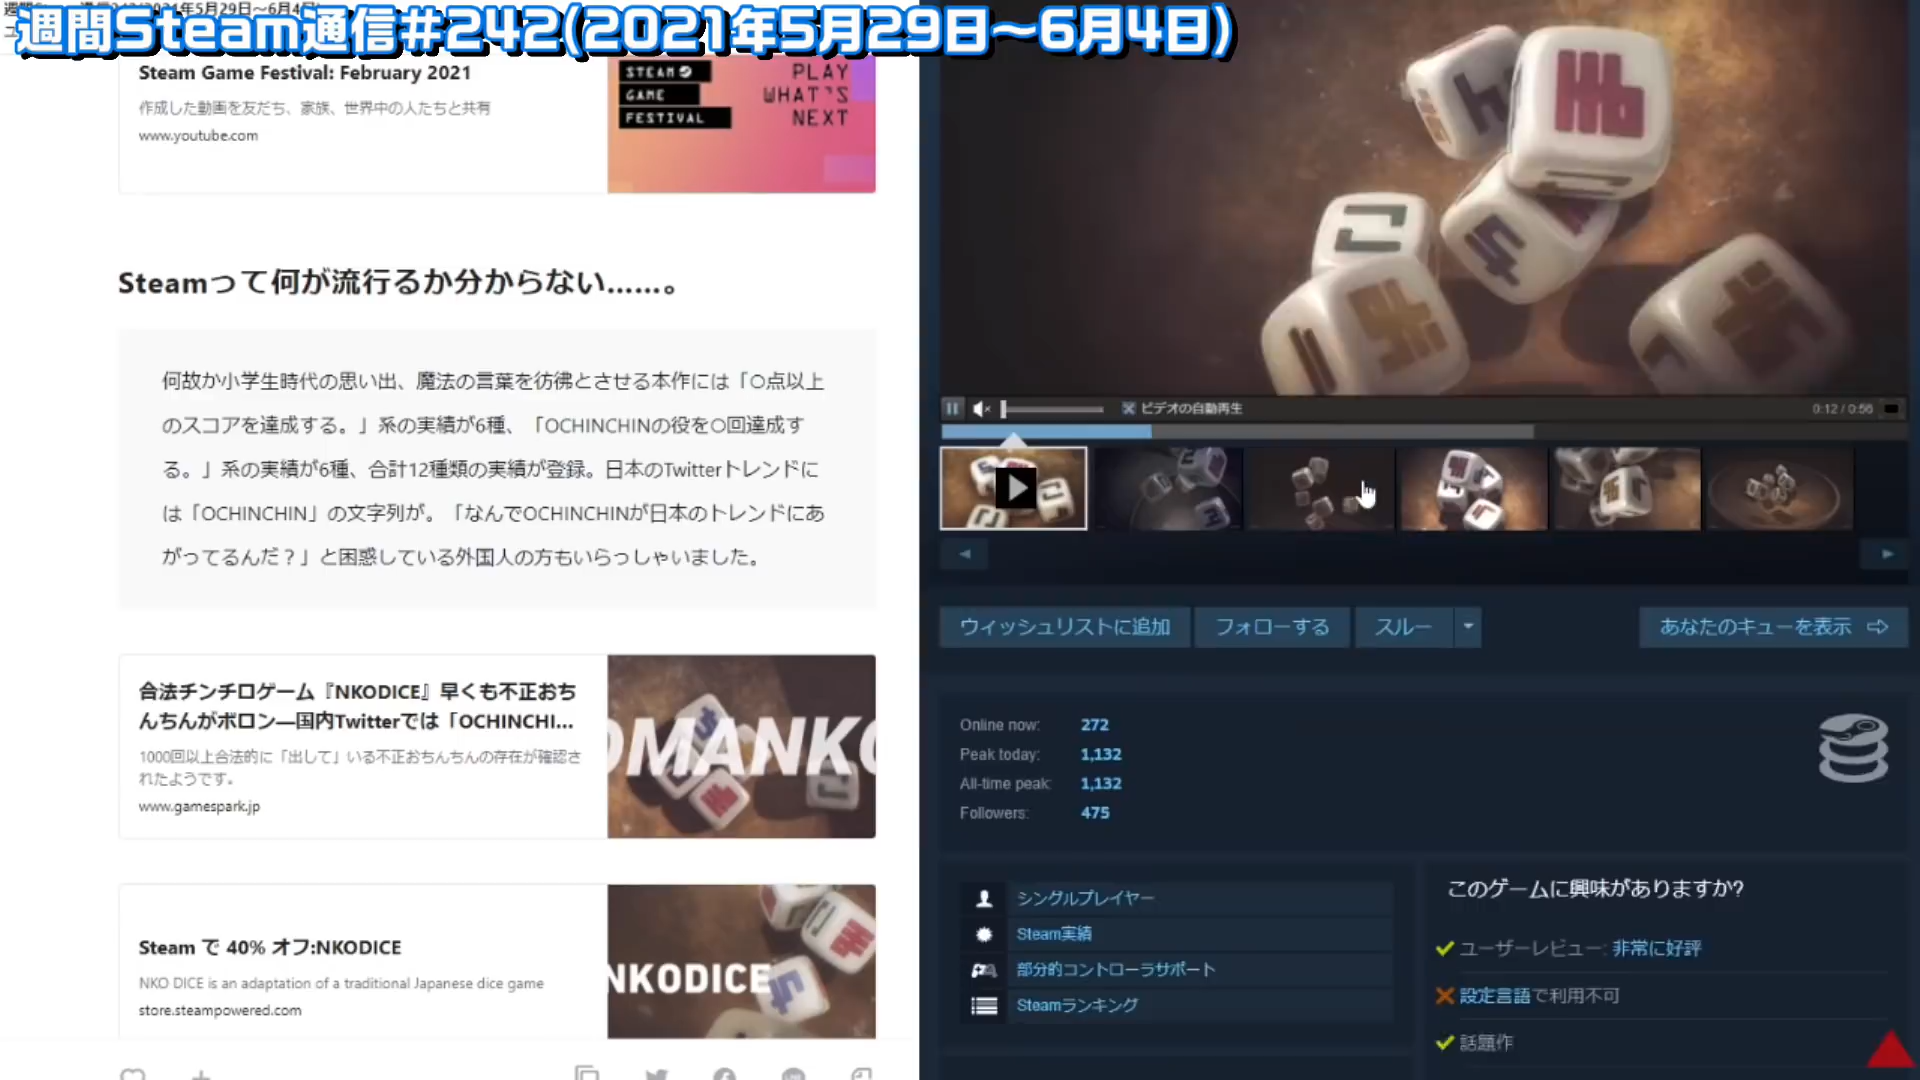 週間Steam通信#242(2021年5月29日～6月4日)
Steam Game Festival: February 2021
作成した動画を友だち、家族、世界中の人たちと共有
www.youtube.com
STEAM
GAME
FESTIVAL
PLAY
WHAT'S
NEXT
Steamって何が流行るか分からない……。
何故か小学生時代の思い出、魔法の言葉を彷彿とさせる本作には「○点以上
のスコアを達成する。」系の実績が6種、「OCHINCHINの役を○回達成す
る。」系の実績が6種、合計12種類の実績が登録。日本のTwitterトレンドに
は「OCHINCHIN」の文字列が。「なんでOCHINCHINが日本のトレンドにあ
がってるんだ？」と困惑している外国人の方もいらっしゃいました。
合法チンチロゲーム『NKODICE』早くも不正おち
んちんがボロン―国内Twitterでは「OCHINCHI...
1000回以上合法的に「出して」いる不正おちんちんの存在が確認さ
れたようです。
www.gamespark.jp
OMANKO
Steam で 40% オフ:NKODICE
NKO DICE is an adaptation of a traditional Japanese dice game
store.steampowered.com
NKODICE
ビデオの自動再生
0:12 / 0:56
ウィッシュリストに追加
フォローする
スルー
あなたのキューを表示
Online now: 272
Peak today: 1,132
All-time peak: 1,132
Followers: 475
シングルプレイヤー
Steam実績
部分的コントローラサポート
Steamランキング
このゲームに興味がありますか?
ユーザーレビュー: 非常に好評
設定言語で利用不可
話題作